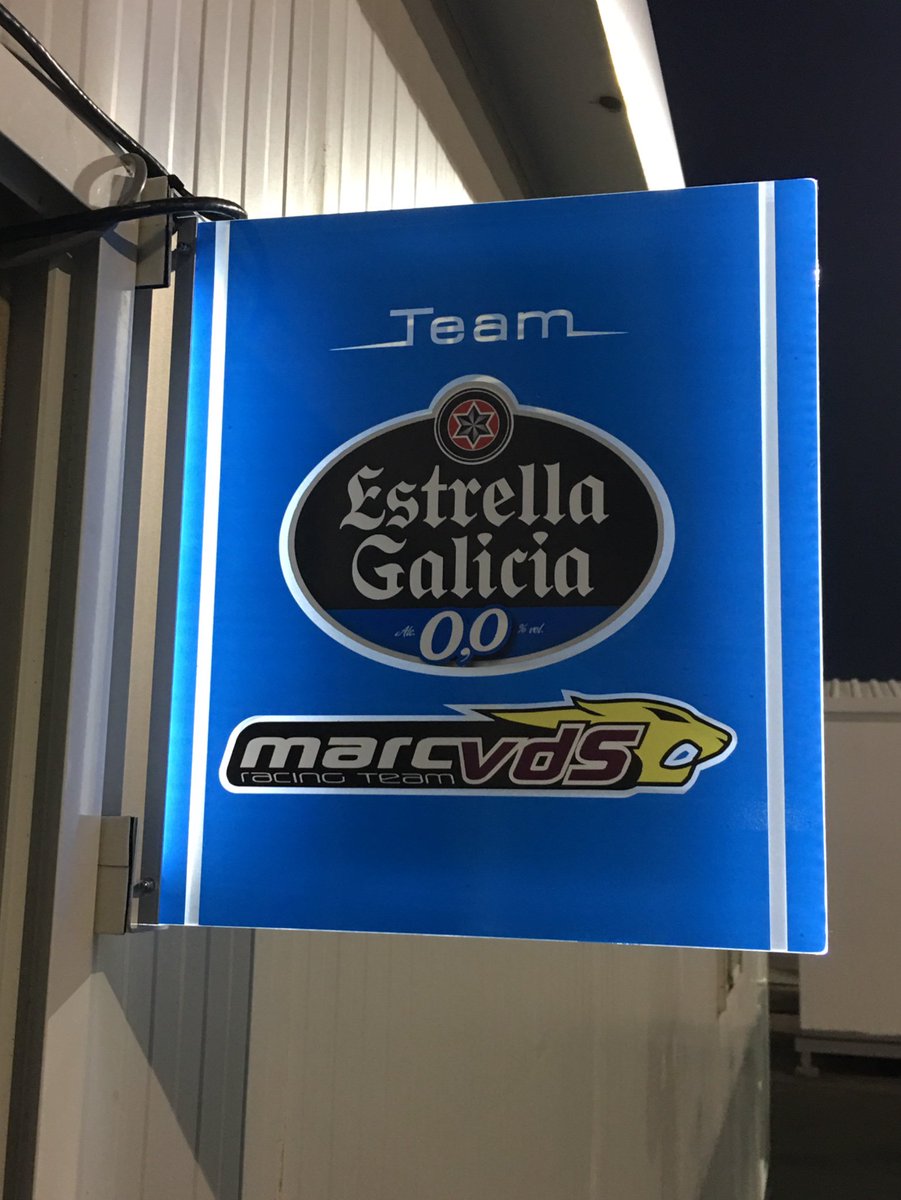 Team
Estrella
Galicia
Alc. 0,0 % vol.
marcvdS
racing team